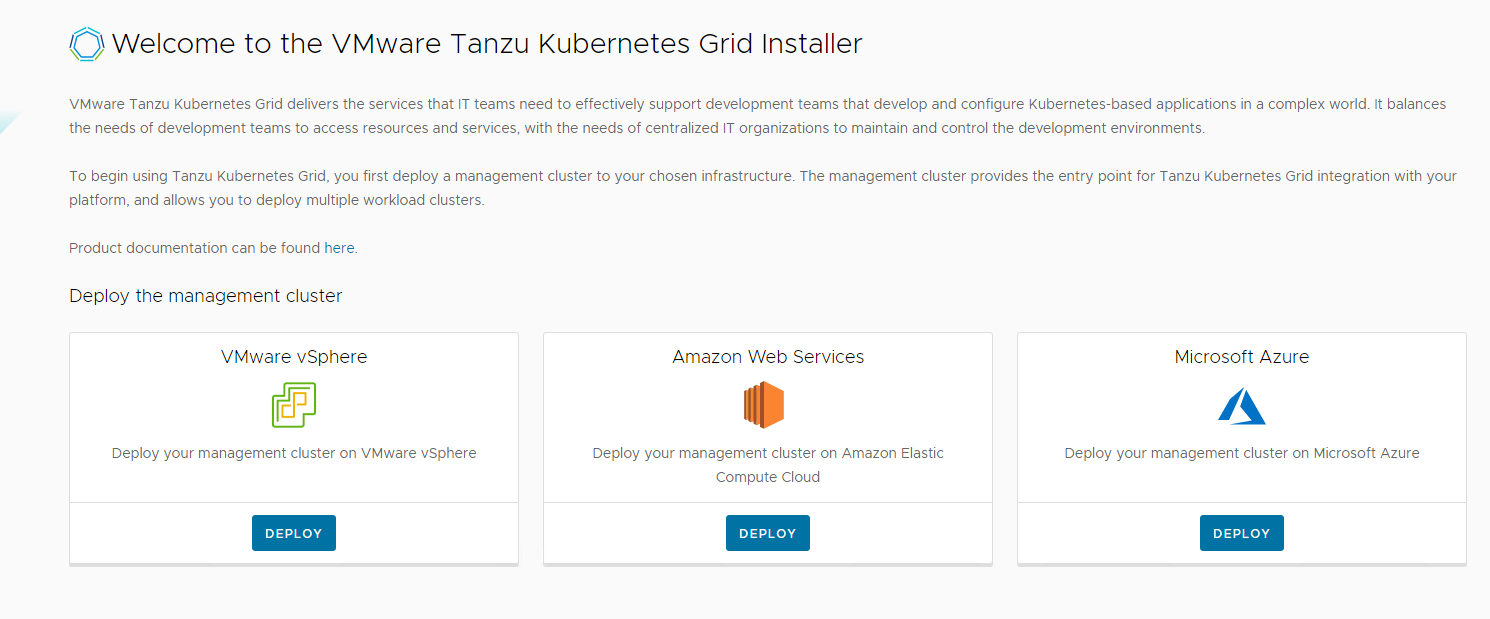 Welcome to the VMware Tanzu Kubernetes Grid Installer
VMware Tanzu Kubernetes Grid delivers the services that IT teams need to effectively support development teams that develop and configure Kubernetes-based applications in a complex world. It balances
the needs of development teams to access resources and services, with the needs of centralized IT organizations to maintain and control the development environments.
To begin using Tanzu Kubernetes Grid, you first deploy a management cluster to your chosen infrastructure. The management cluster provides the entry point for Tanzu Kubernetes Grid integration with your
platform, and allows you to deploy multiple workload clusters.
Product documentation can be found here.
Deploy the management cluster
VMware vSphere
Deploy your management cluster on VMware vSphere
DEPLOY
Amazon Web Services
Deploy your management cluster on Amazon Elastic
Compute Cloud
DEPLOY
Microsoft Azure
Deploy your management cluster on Microsoft Azure
DEPLOY